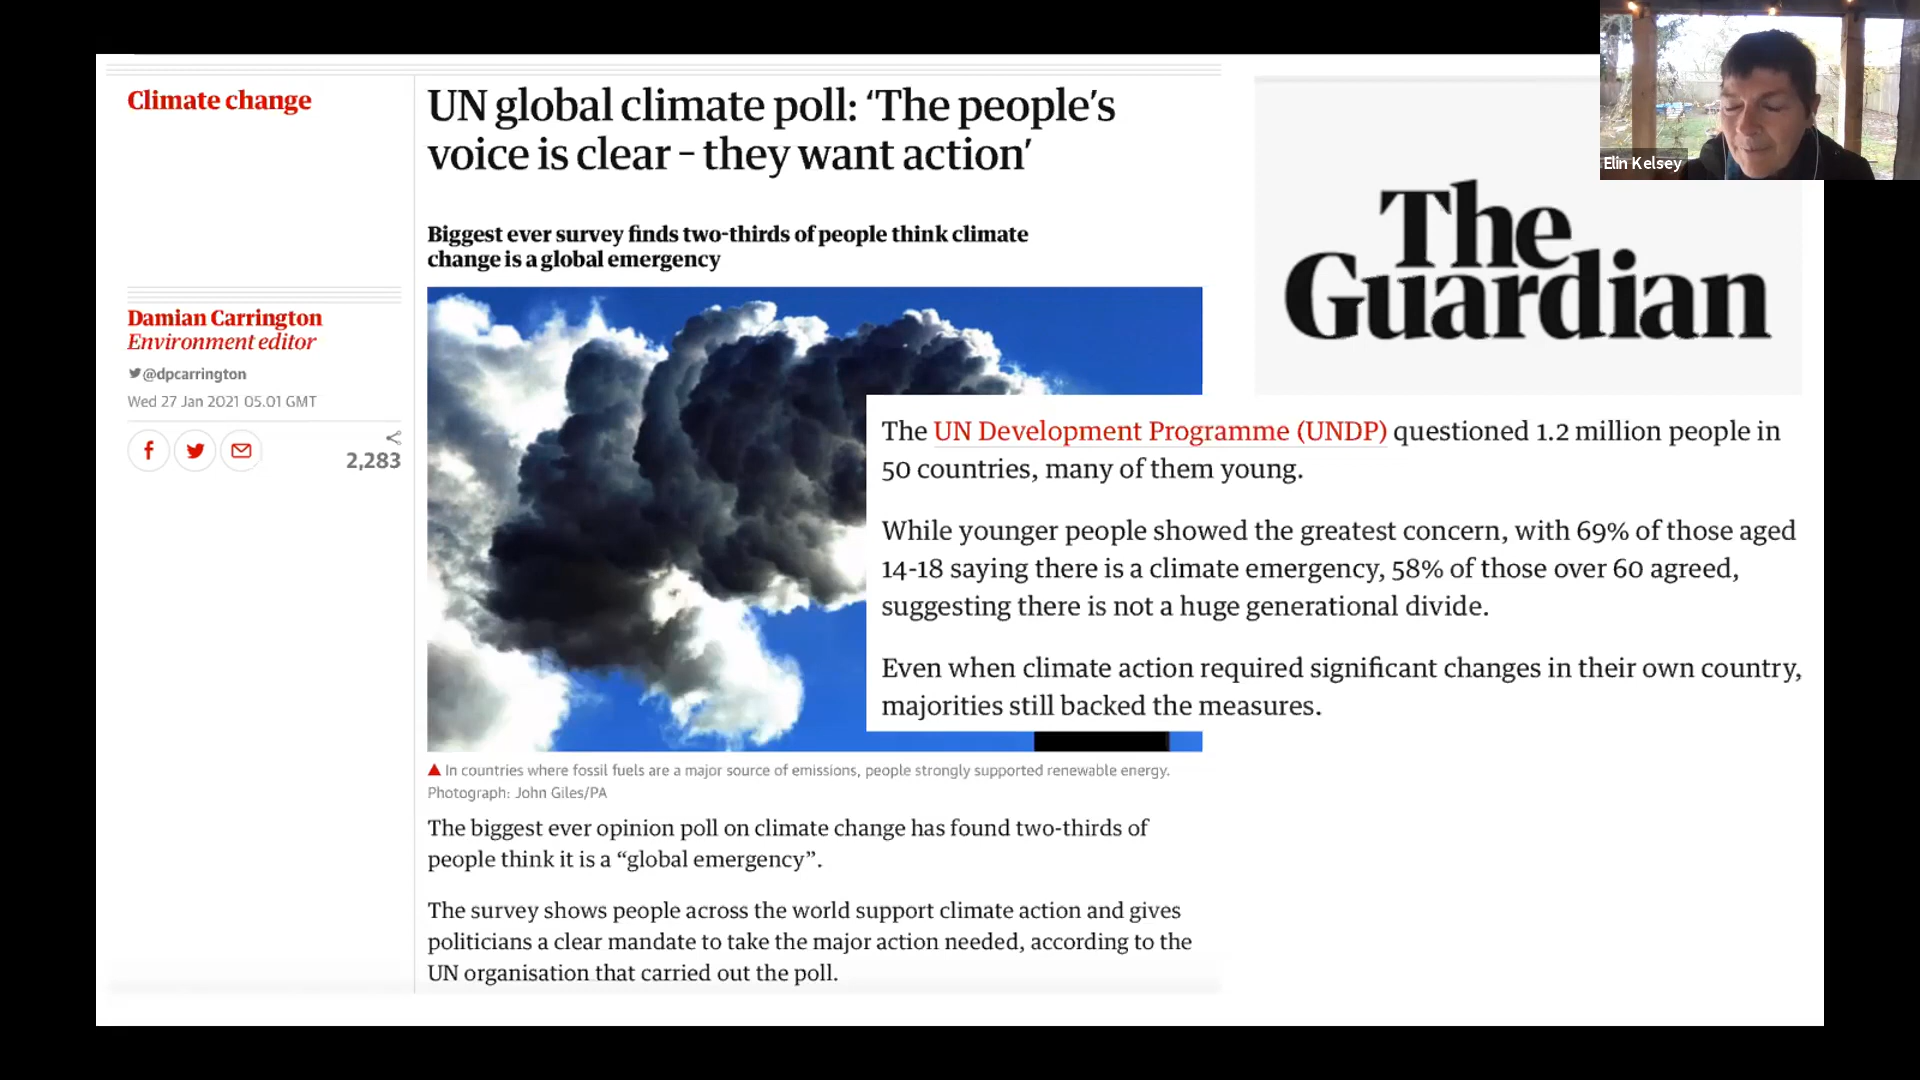 Climate change
UN global climate poll: ‘The people’s
voice is clear – they want action’
Biggest ever survey finds two-thirds of people think climate
change is a global emergency
Damian Carrington
Environment editor
@dpcarrington
Wed 27 Jan 2021 05.01 GMT
2,283
The
Guardian
Elin Kelsey
The UN Development Programme (UNDP) questioned 1.2 million people in
50 countries, many of them young.
While younger people showed the greatest concern, with 69% of those aged
14-18 saying there is a climate emergency, 58% of those over 60 agreed,
suggesting there is not a huge generational divide.
Even when climate action required significant changes in their own country,
majorities still backed the measures.
In countries where fossil fuels are a major source of emissions, people strongly supported renewable energy.
Photograph: John Giles/PA
The biggest ever opinion poll on climate change has found two-thirds of
people think it is a “global emergency”.
The survey shows people across the world support climate action and gives
politicians a clear mandate to take the major action needed, according to the
UN organisation that carried out the poll.